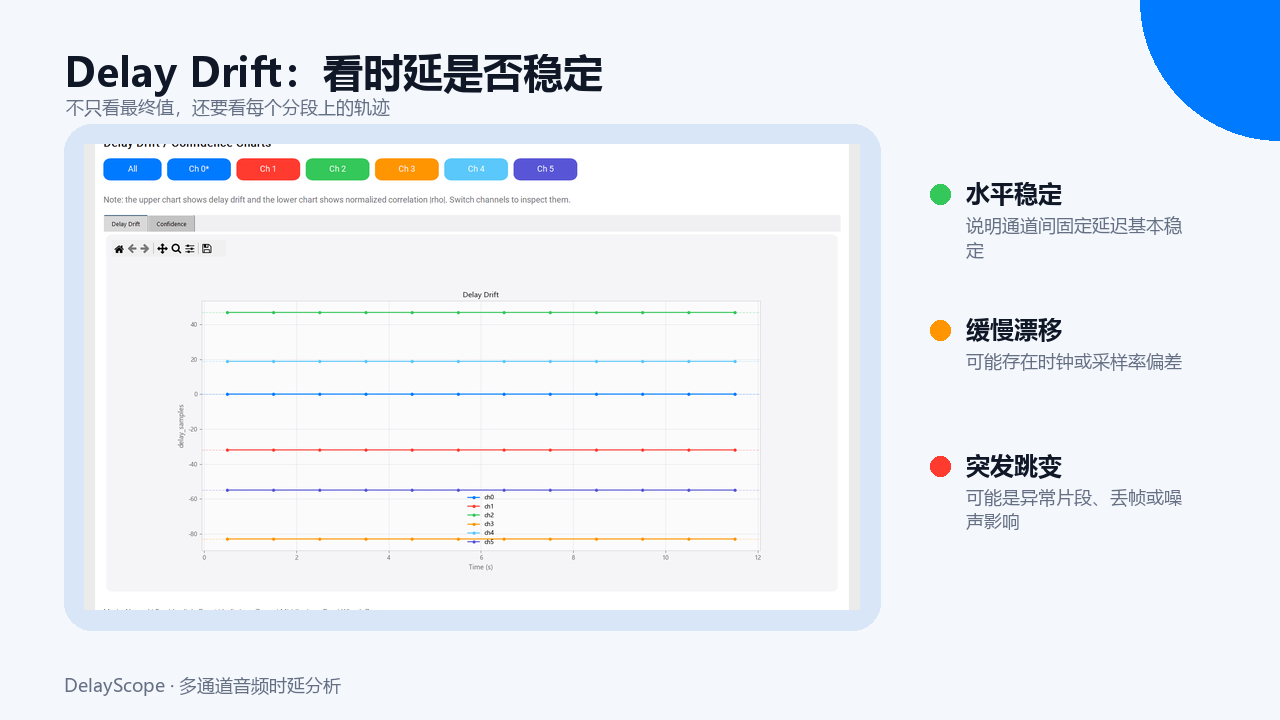 Delay Drift：看时延是否稳定
不只看最终值，还要看每个分段上的轨迹
Delay Drift / Confidence Charts
All
Ch 0*
Ch 1
Ch 2
Ch 3
Ch 4
Ch 5
Note: the upper chart shows delay drift and the lower chart shows normalized correlation |rho|. Switch channels to inspect them.
Delay Drift
Confidence
Delay Drift
40
20
0
-20
-40
-60
-80
delay_samples
ch0
ch1
ch2
ch3
ch4
ch5
0
2
4
6
8
10
12
Time (s)
水平稳定
说明通道间固定延迟基本稳
定
缓慢漂移
可能存在时钟或采样率偏差
突发跳变
可能是异常片段、丢帧或噪
声影响
DelayScope · 多通道音频时延分析